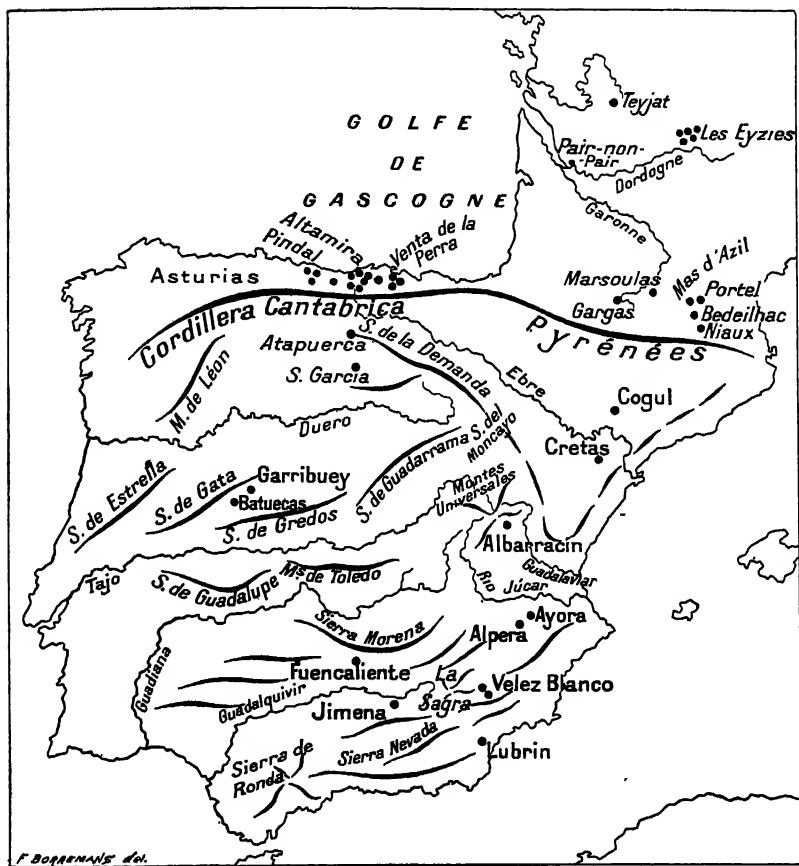 GOLFE
DE
GASCOGNE
Teyjat
Les Eyzies
Pair-non-
-Pair
Dordogne
Garonne
Altamira
Pindal
Venta de la
Perra
Asturias
Marsoulas
Gargas
Mas d'Azil
Portel
Bedeilhac
Niaux
Cordillera Cantabrica
Pyrénées
Atapuerca
S. de la Demanda
S. Garcia
M. de Léon
Ebre
Cogul
Duero
S. del
Moncayo
Cretas
S. de Guadarrama
Montes
Universales
S. de Estrella
S. de Gata
Garribuey
Batuecas
S. de Gredos
Albarracin
Guadalaviar
Rio
Júcar
Tajo
S. de Guadalupe
Ms de Toledo
Sierra Morena
Alpera
Ayora
Guadiana
Fuencaliente
La
Sagra
Velez Blanco
Guadalquivir
Jimena
Sierra Nevada
Lubrin
Sierra de
Ronda
F. BORREMANS del.